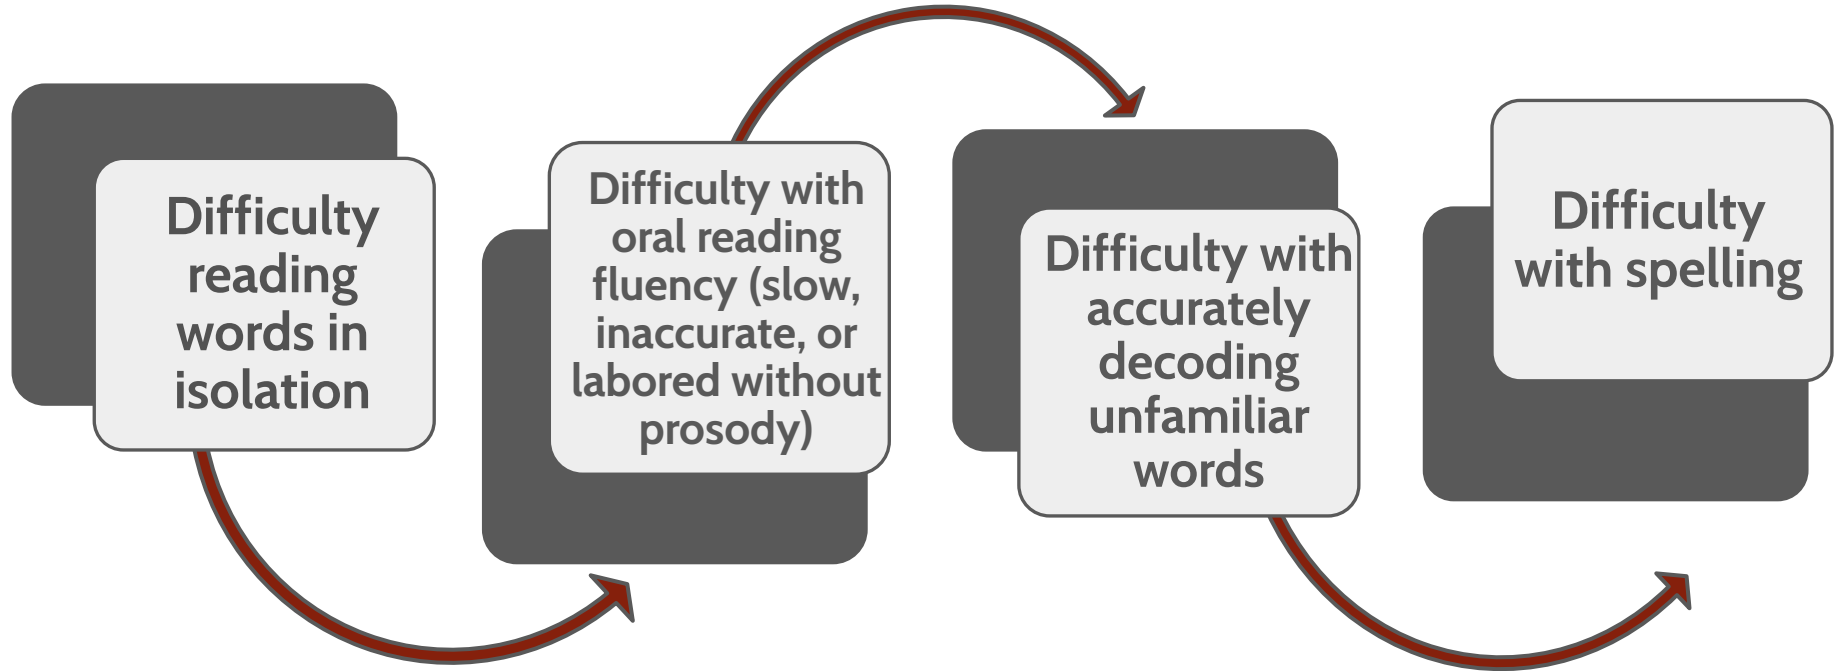 Difficulty
reading
words in
isolation
Difficulty with
oral reading
fluency (slow,
inaccurate, or
labored without
prosody)
Difficulty with
accurately
decoding
unfamiliar
words
Difficulty
with spelling